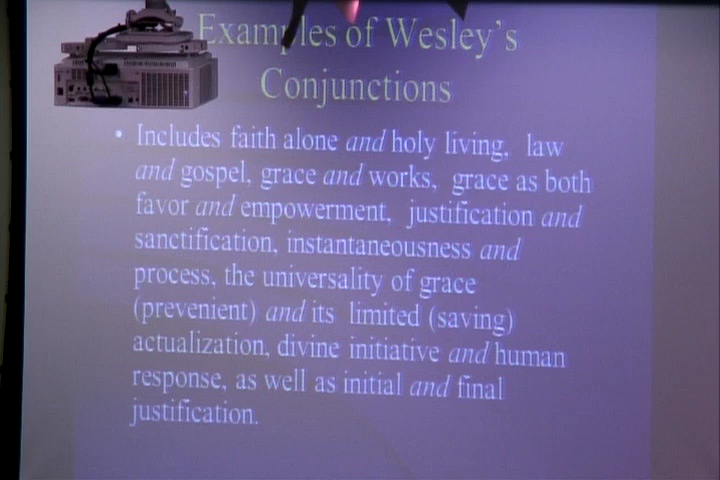 Examples of Wesley's
Conjunctions
• Includes faith alone and holy living, law
and gospel, grace and works, grace as both
favor and empowerment, justification and
sanctification, instantaneousness and
process, the universality of grace
(prevenient) and its limited (saving)
actualization, divine initiative and human
response, as well as initial and final
justification.